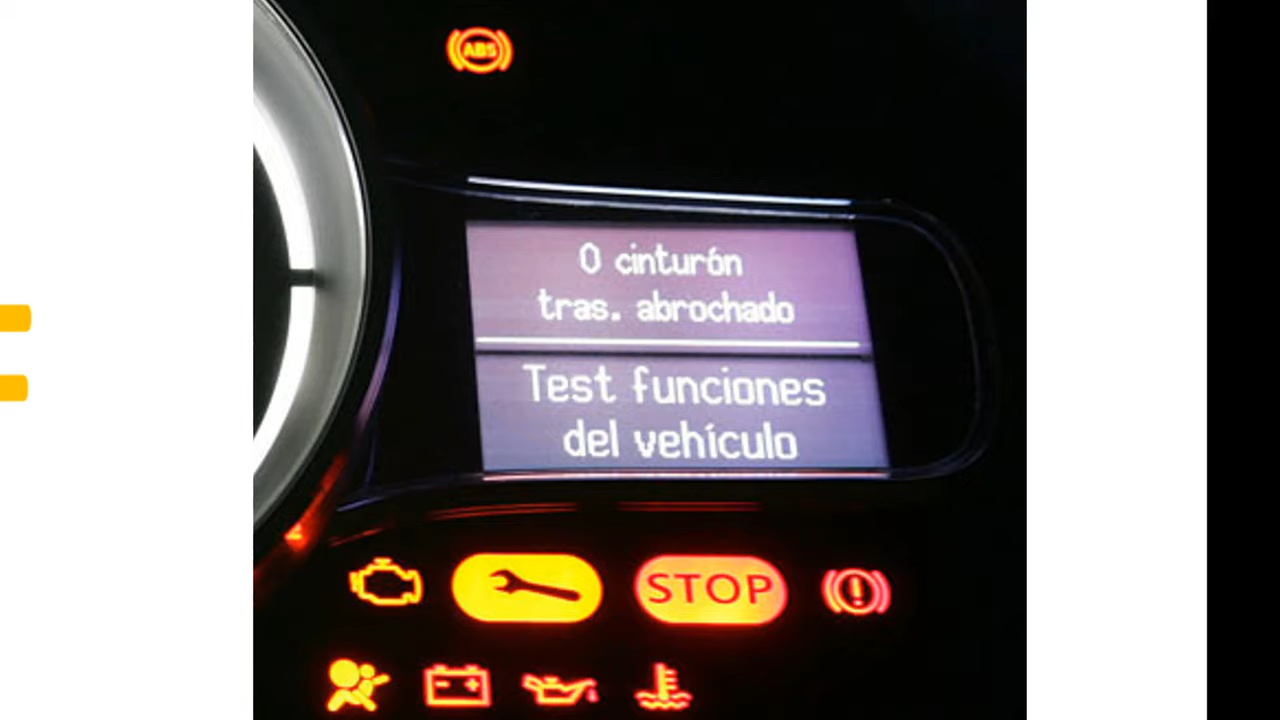 ABS
0 cinturón
tras. abrochado
Test funciones
del vehículo
STOP